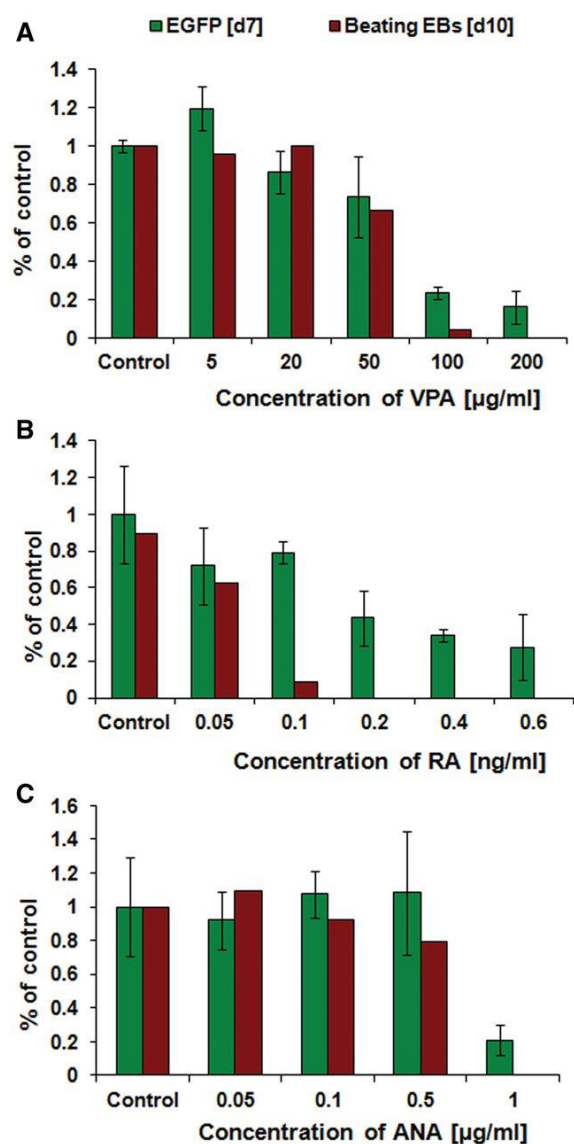 A
EGFP [d7] Beating EBs [d10]
1.4
1.2
1
0.8
0.6
0.4
0.2
0
% of control
Control 5 20 50 100 200
Concentration of VPA [µg/ml]
B
1.4
1.2
1
0.8
0.6
0.4
0.2
0
% of control
Control 0.05 0.1 0.2 0.4 0.6
Concentration of RA [ng/ml]
C
1.6
1.4
1.2
1
0.8
0.6
0.4
0.2
0
% of control
Control 0.05 0.1 0.5 1
Concentration of ANA [µg/ml]